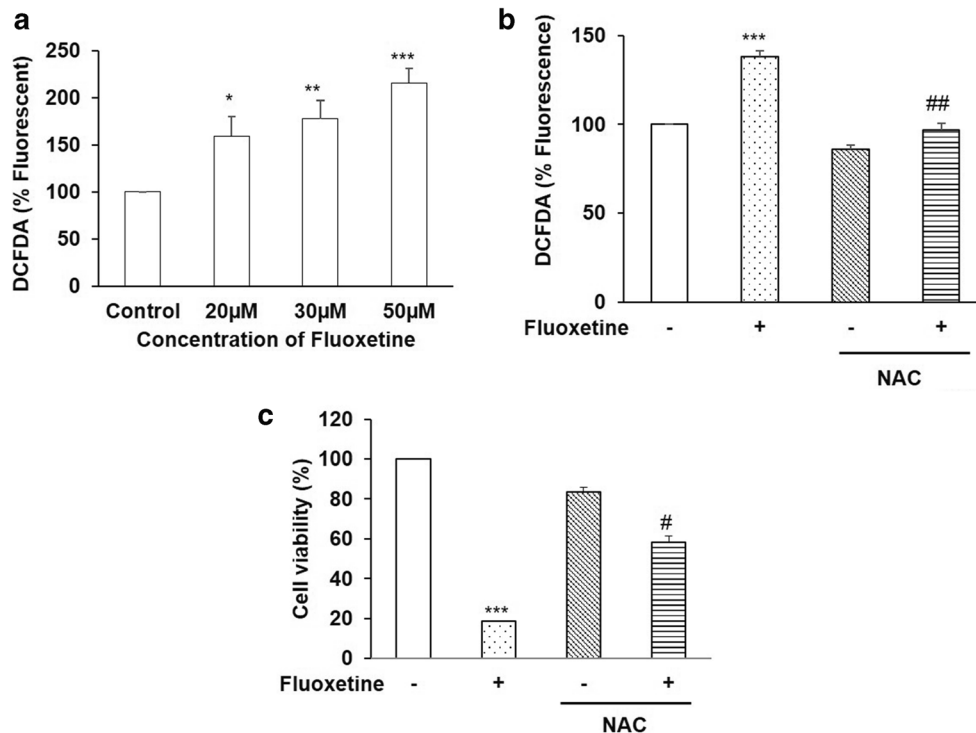 a
DCFDA (% Fluorescent)
250
200
150
100
50
0
*
**
***
Control 20µM 30µM 50µM
Concentration of Fluoxetine
b
DCFDA (% Fluorescence)
150
100
50
0
***
##
Fluoxetine - + - +
NAC
c
Cell viability (%)
120
100
80
60
40
20
0
***
#
Fluoxetine - + - +
NAC